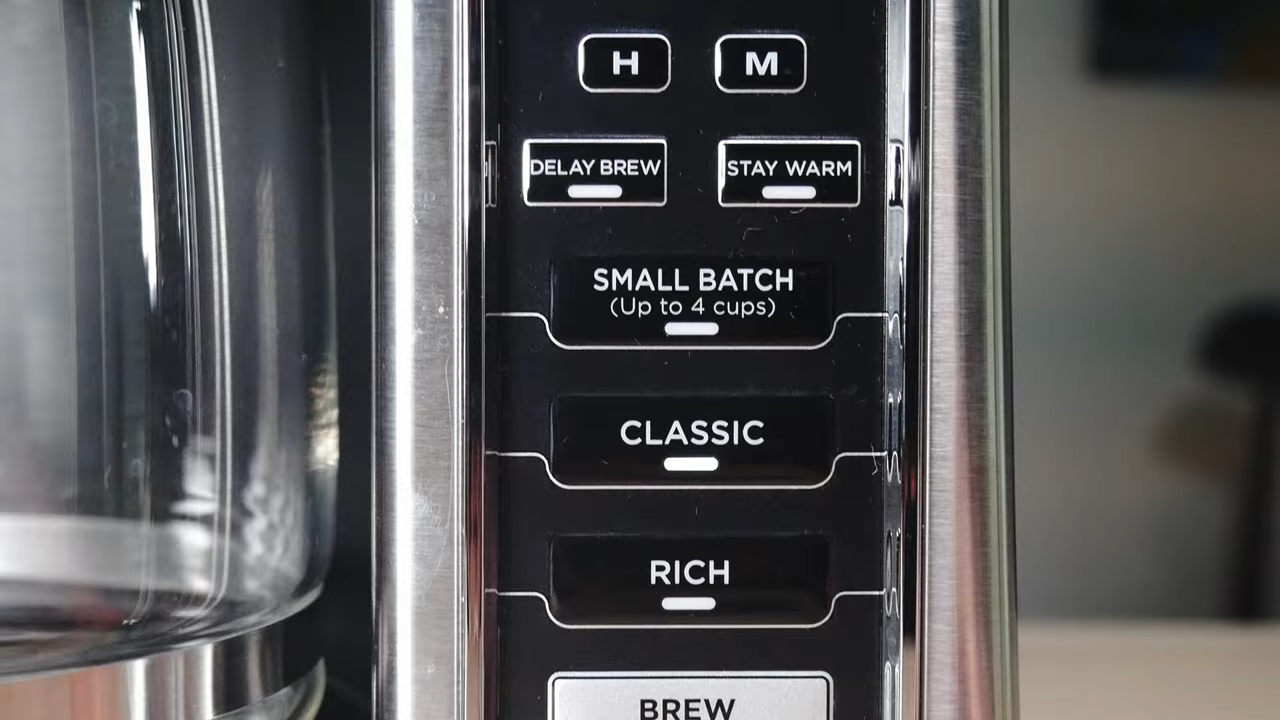 H M
DELAY BREW STAY WARM
SMALL BATCH
(Up to 4 cups)
CLASSIC
RICH
BREW